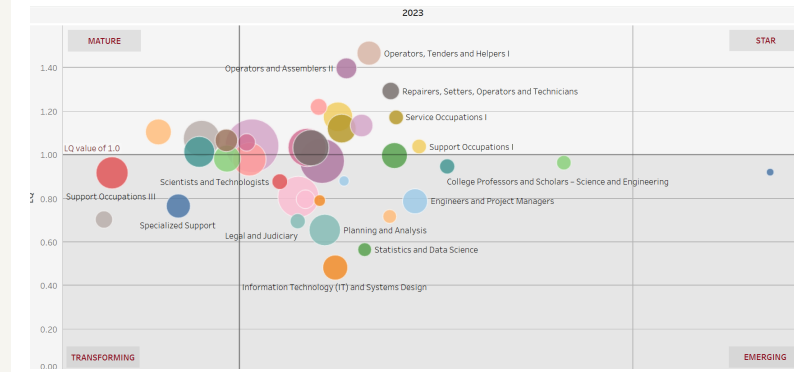 2023
MATURE
STAR
Operators, Tenders and Helpers I
1.40
Operators and Assemblers II
Repairers, Setters, Operators and Technicians
1.20
Service Occupations I
LQ value of 1.0
Support Occupations I
1.00
Scientists and Technologists
College Professors and Scholars – Science and Engineering
Support Occupations III
0.80
Engineers and Project Managers
Specialized Support
Legal and Judiciary
Planning and Analysis
0.60
Statistics and Data Science
0.40
Information Technology (IT) and Systems Design
0.20
TRANSFORMING
EMERGING
0.00